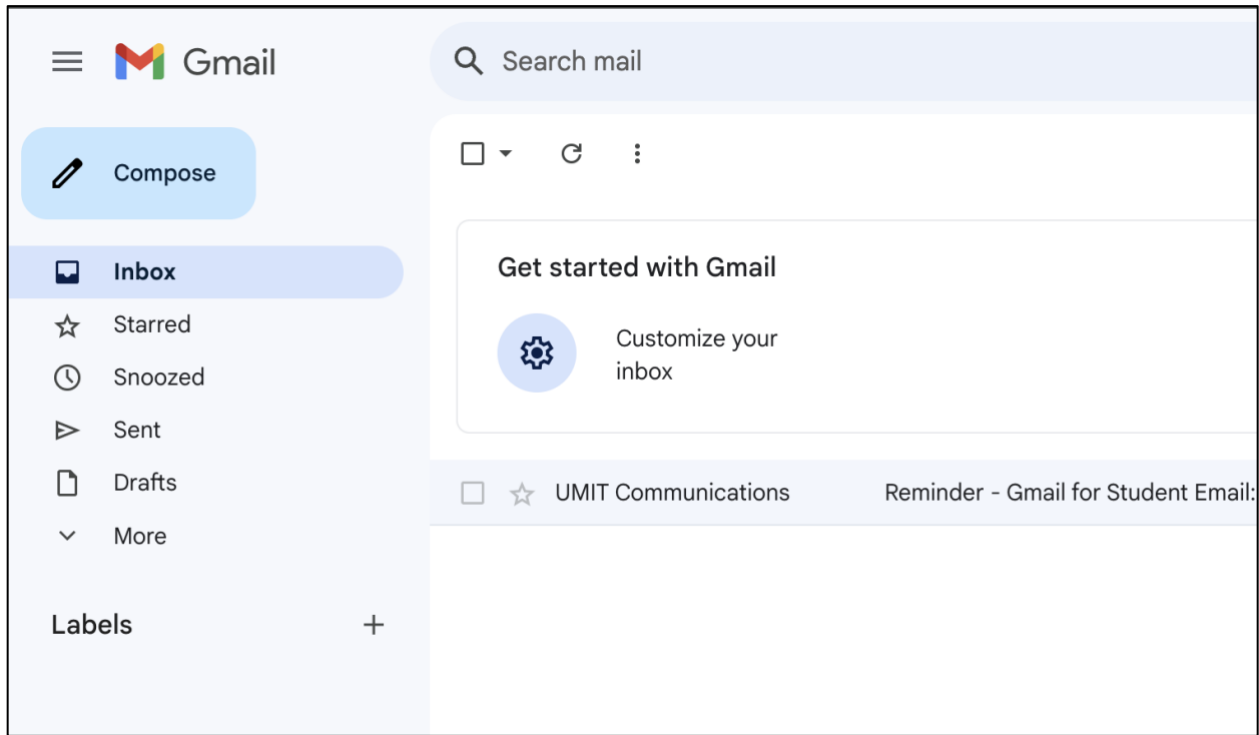 Gmail
Search mail
Compose
Inbox
Starred
Snoozed
Sent
Drafts
More
Labels
Get started with Gmail
Customize your
inbox
UMIT Communications Reminder - Gmail for Student Email: